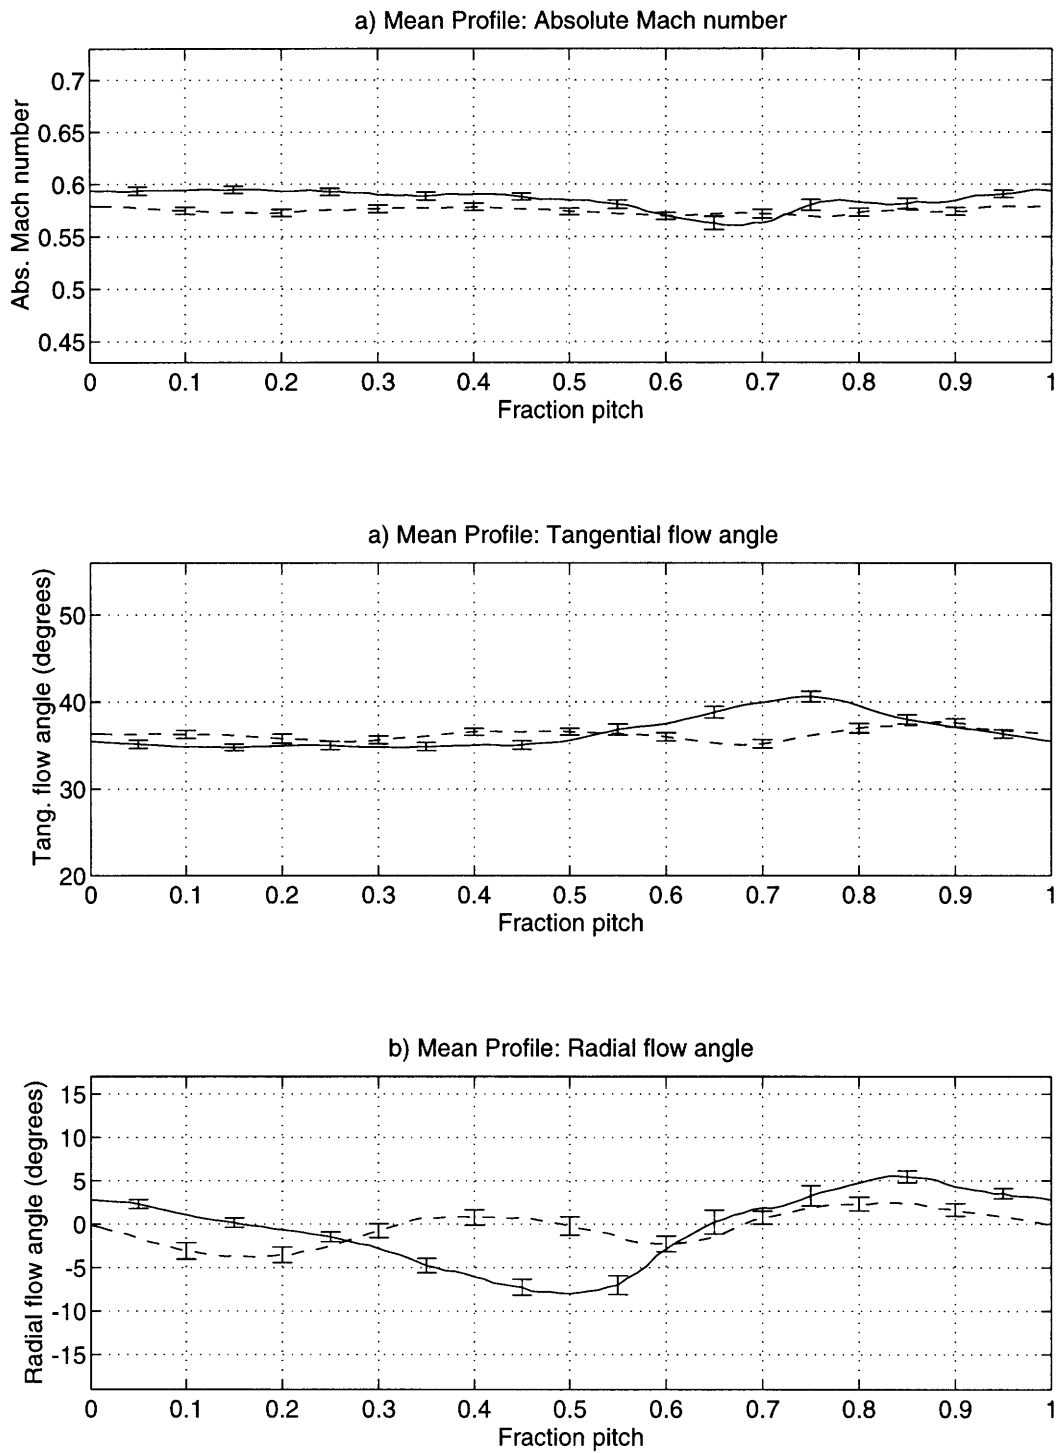 a) Mean Profile: Absolute Mach number
0.7
0.65
0.6
0.55
0.5
0.45
Abs. Mach number
0 0.1 0.2 0.3 0.4 0.5 0.6 0.7 0.8 0.9 1
Fraction pitch
a) Mean Profile: Tangential flow angle
50
40
30
20
Tang. flow angle (degrees)
0 0.1 0.2 0.3 0.4 0.5 0.6 0.7 0.8 0.9 1
Fraction pitch
b) Mean Profile: Radial flow angle
15
10
5
0
-5
-10
-15
Radial flow angle (degrees)
0 0.1 0.2 0.3 0.4 0.5 0.6 0.7 0.8 0.9 1
Fraction pitch